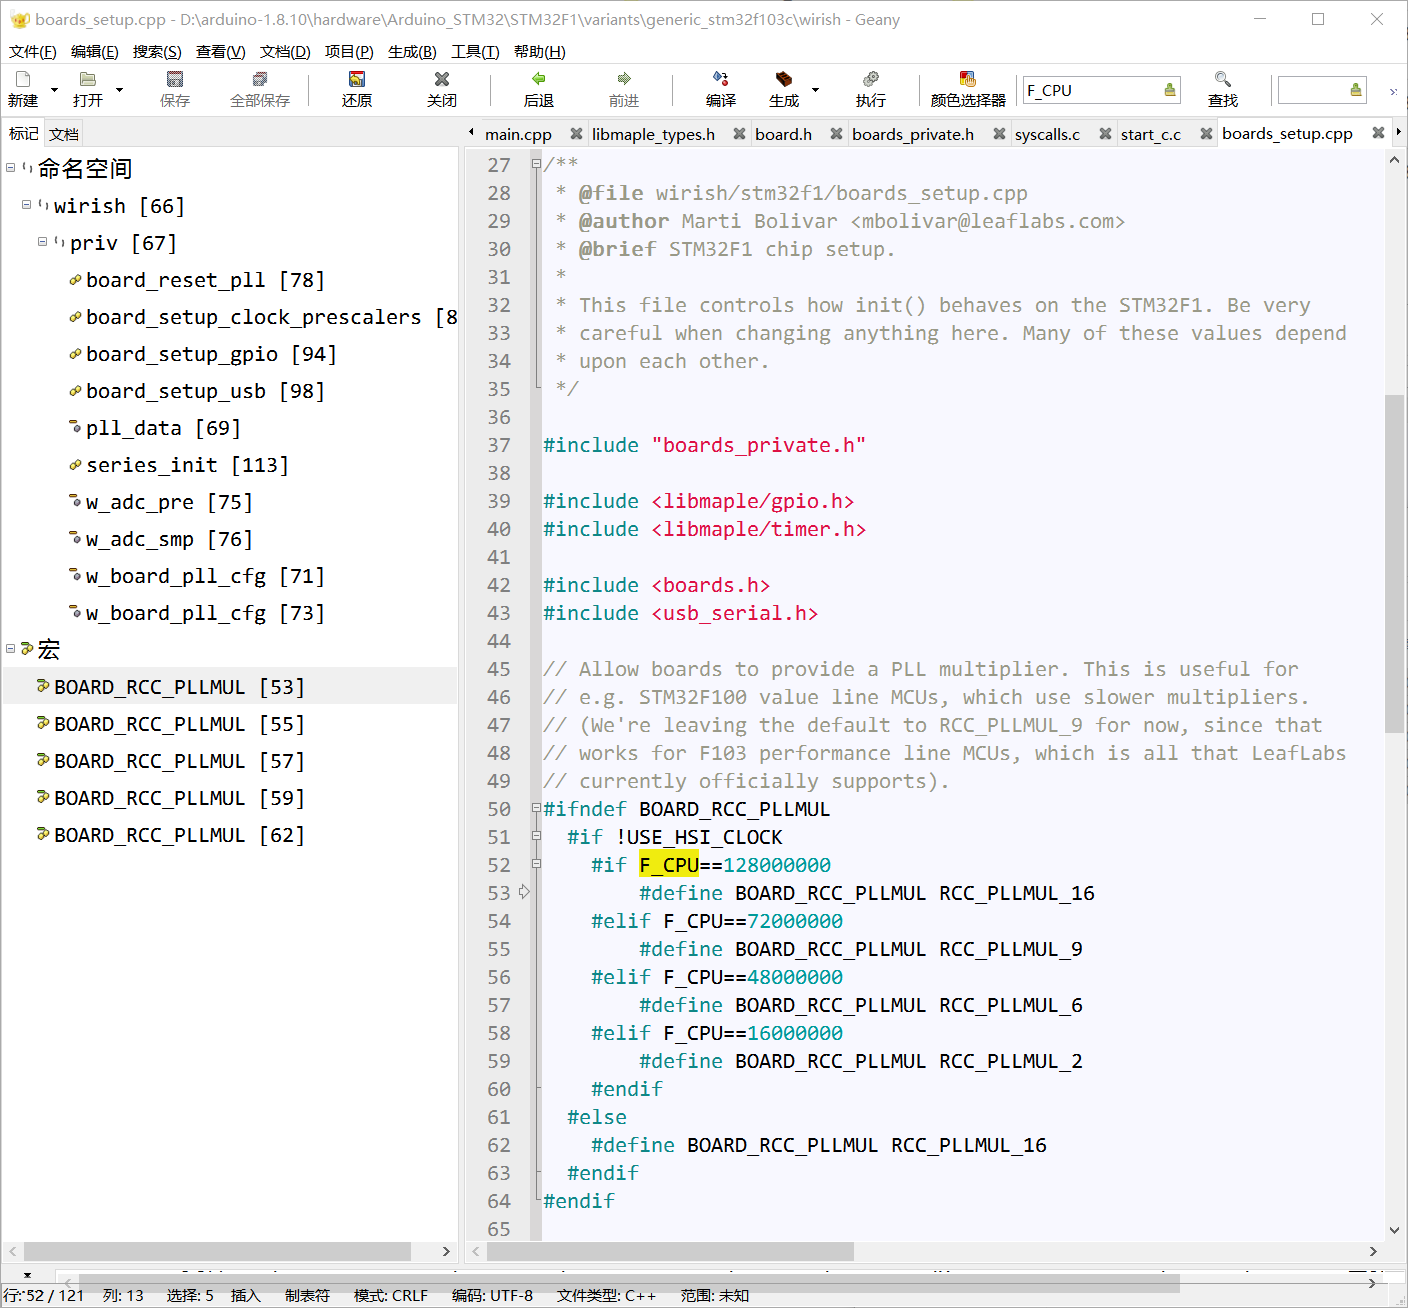 boards_setup.cpp - D:\arduino-1.8.10\hardware\Arduino_STM32\STM32F1\variants\generic_stm32f103c\wirish - Geany
文件(F) 编辑(E) 搜索(S) 查看(V) 文档(D) 项目(P) 生成(B) 工具(T) 帮助(H)
新建 打开 保存 全部保存 还原 关闭 后退 前进 编译 生成 执行 颜色选择器 F_CPU 查找
标记 文档
main.cpp libmaple_types.h board.h boards_private.h syscalls.c start_c.c boards_setup.cpp
命名空间
wirish [66]
priv [67]
board_reset_pll [78]
board_setup_clock_prescalers [8
board_setup_gpio [94]
board_setup_usb [98]
pll_data [69]
series_init [113]
w_adc_pre [75]
w_adc_smp [76]
w_board_pll_cfg [71]
w_board_pll_cfg [73]
宏
BOARD_RCC_PLLMUL [53]
BOARD_RCC_PLLMUL [55]
BOARD_RCC_PLLMUL [57]
BOARD_RCC_PLLMUL [59]
BOARD_RCC_PLLMUL [62]
27 /**
28  * @file wirish/stm32f1/boards_setup.cpp
29  * @author Marti Bolivar <mbolivar@leaflabs.com>
30  * @brief STM32F1 chip setup.
31  *
32  * This file controls how init() behaves on the STM32F1. Be very
33  * careful when changing anything here. Many of these values depend
34  * upon each other.
35  */
36
37 #include "boards_private.h"
38
39 #include <libmaple/gpio.h>
40 #include <libmaple/timer.h>
41
42 #include <boards.h>
43 #include <usb_serial.h>
44
45 // Allow boards to provide a PLL multiplier. This is useful for
46 // e.g. STM32F100 value line MCUs, which use slower multipliers.
47 // (We're leaving the default to RCC_PLLMUL_9 for now, since that
48 // works for F103 performance line MCUs, which is all that LeafLabs
49 // currently officially supports).
50 #ifndef BOARD_RCC_PLLMUL
51   #if !USE_HSI_CLOCK
52     #if F_CPU==128000000
53         #define BOARD_RCC_PLLMUL RCC_PLLMUL_16
54     #elif F_CPU==72000000
55         #define BOARD_RCC_PLLMUL RCC_PLLMUL_9
56     #elif F_CPU==48000000
57         #define BOARD_RCC_PLLMUL RCC_PLLMUL_6
58     #elif F_CPU==16000000
59         #define BOARD_RCC_PLLMUL RCC_PLLMUL_2
60     #endif
61   #else
62     #define BOARD_RCC_PLLMUL RCC_PLLMUL_16
63   #endif
64 #endif
65
行: 52 / 121 列: 13 选择: 5 插入 制表符 模式: CRLF 编码: UTF-8 文件类型: C++ 范围: 未知